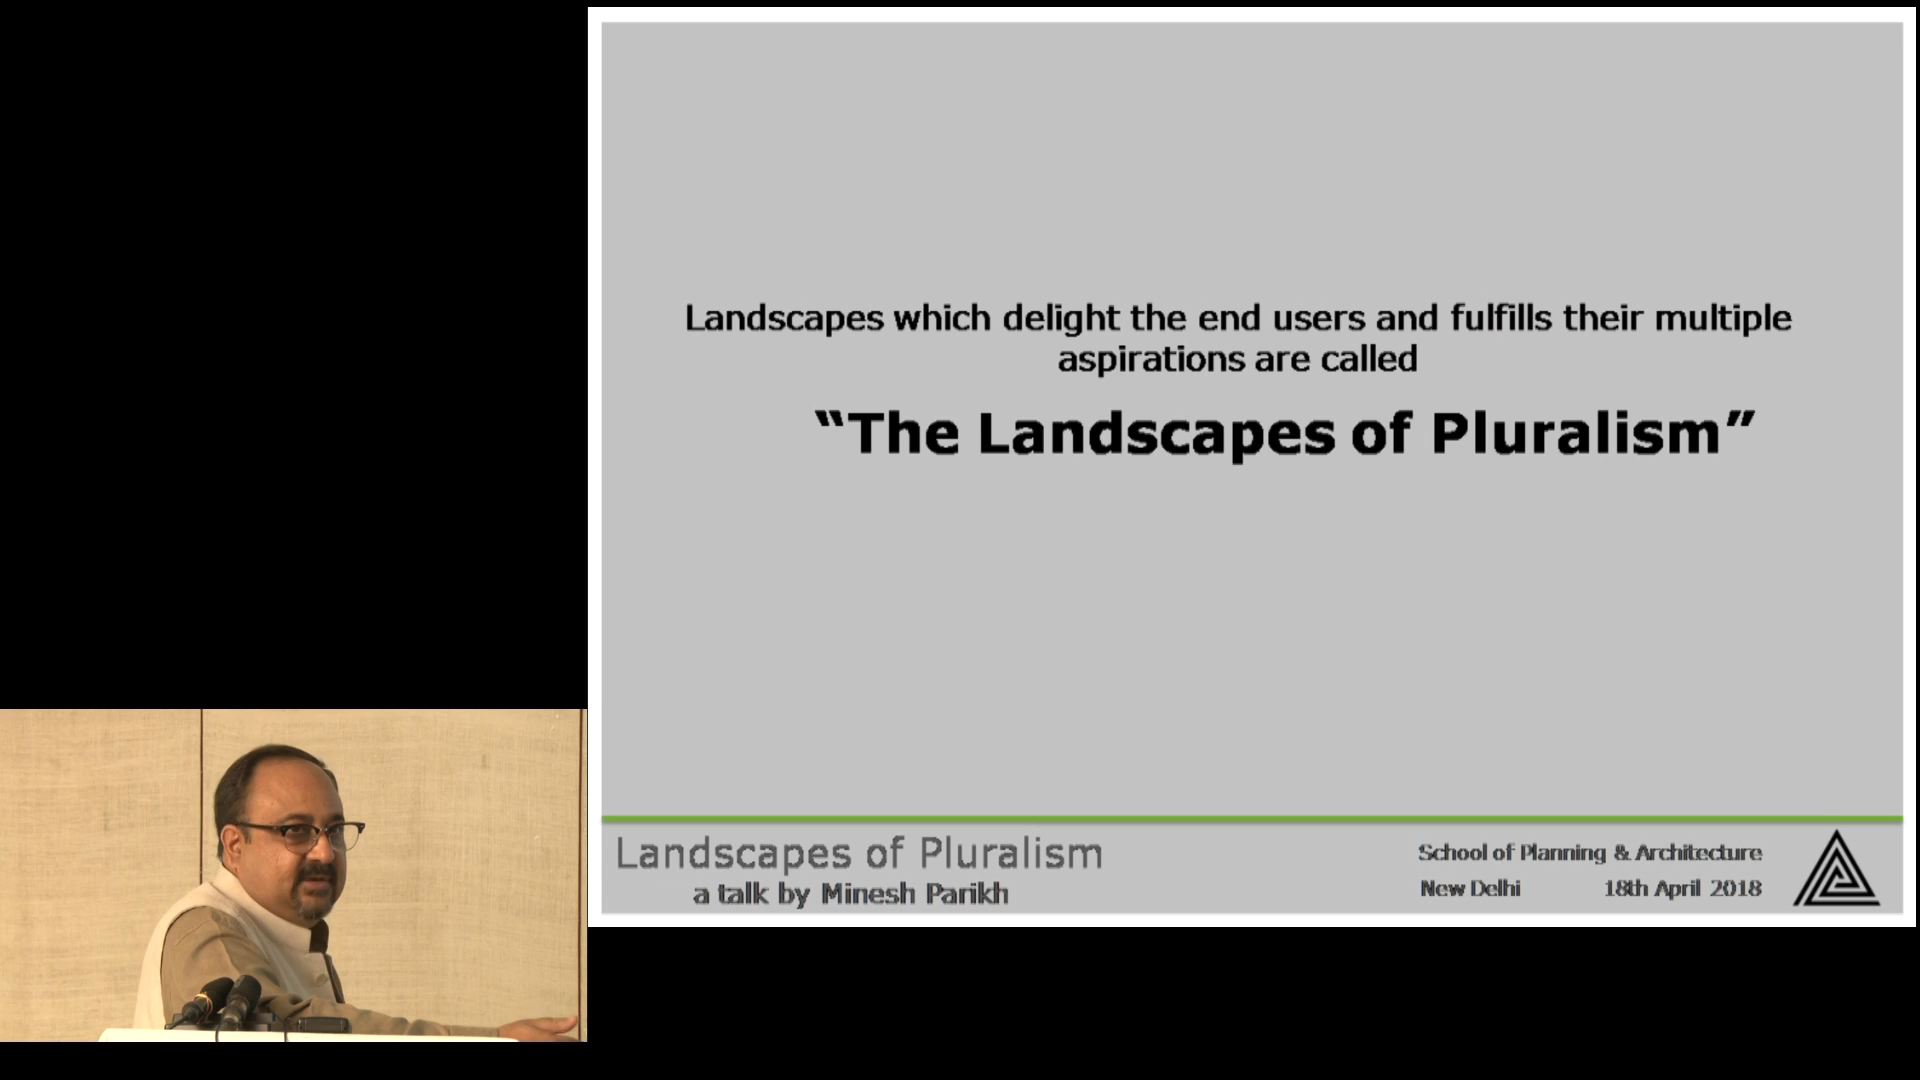 Landscapes which delight the end users and fulfills their multiple
aspirations are called
“The Landscapes of Pluralism”
Landscapes of Pluralism
a talk by Minesh Parikh
School of Planning & Architecture
New Delhi 18th April 2018